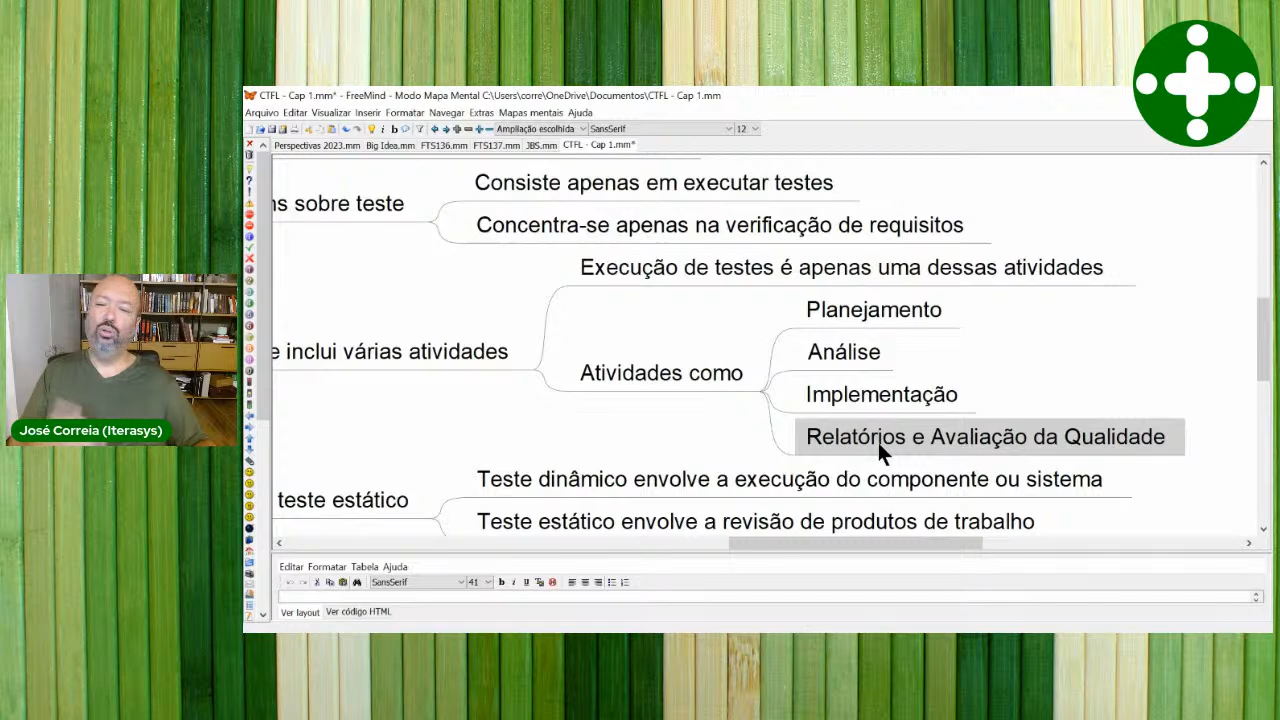 CTFL - Cap 1.mm* - FreeMind - Modo Mapa Mental C:\Users\corre\OneDrive\Documentos\CTFL - Cap 1.mm
Arquivo Editar Visualizar Inserir Formatar Navegar Extras Mapas mentais Ajuda
Ampliação escolhida SansSerif 12
Perspectivas 2023.mm Big Idea.mm FTS136.mm FTS137.mm JBS.mm CTFL - Cap 1.mm*
Consiste apenas em executar testes
ns sobre teste
Concentra-se apenas na verificação de requisitos
Execução de testes é apenas uma dessas atividades
Planejamento
e inclui várias atividades
Análise
Atividades como
Implementação
Relatórios e Avaliação da Qualidade
Teste dinâmico envolve a execução do componente ou sistema
teste estático
Teste estático envolve a revisão de produtos de trabalho
José Correia (Iterasys)
Editar Formatar Tabela Ajuda
SansSerif 41
Ver layout Ver código HTML